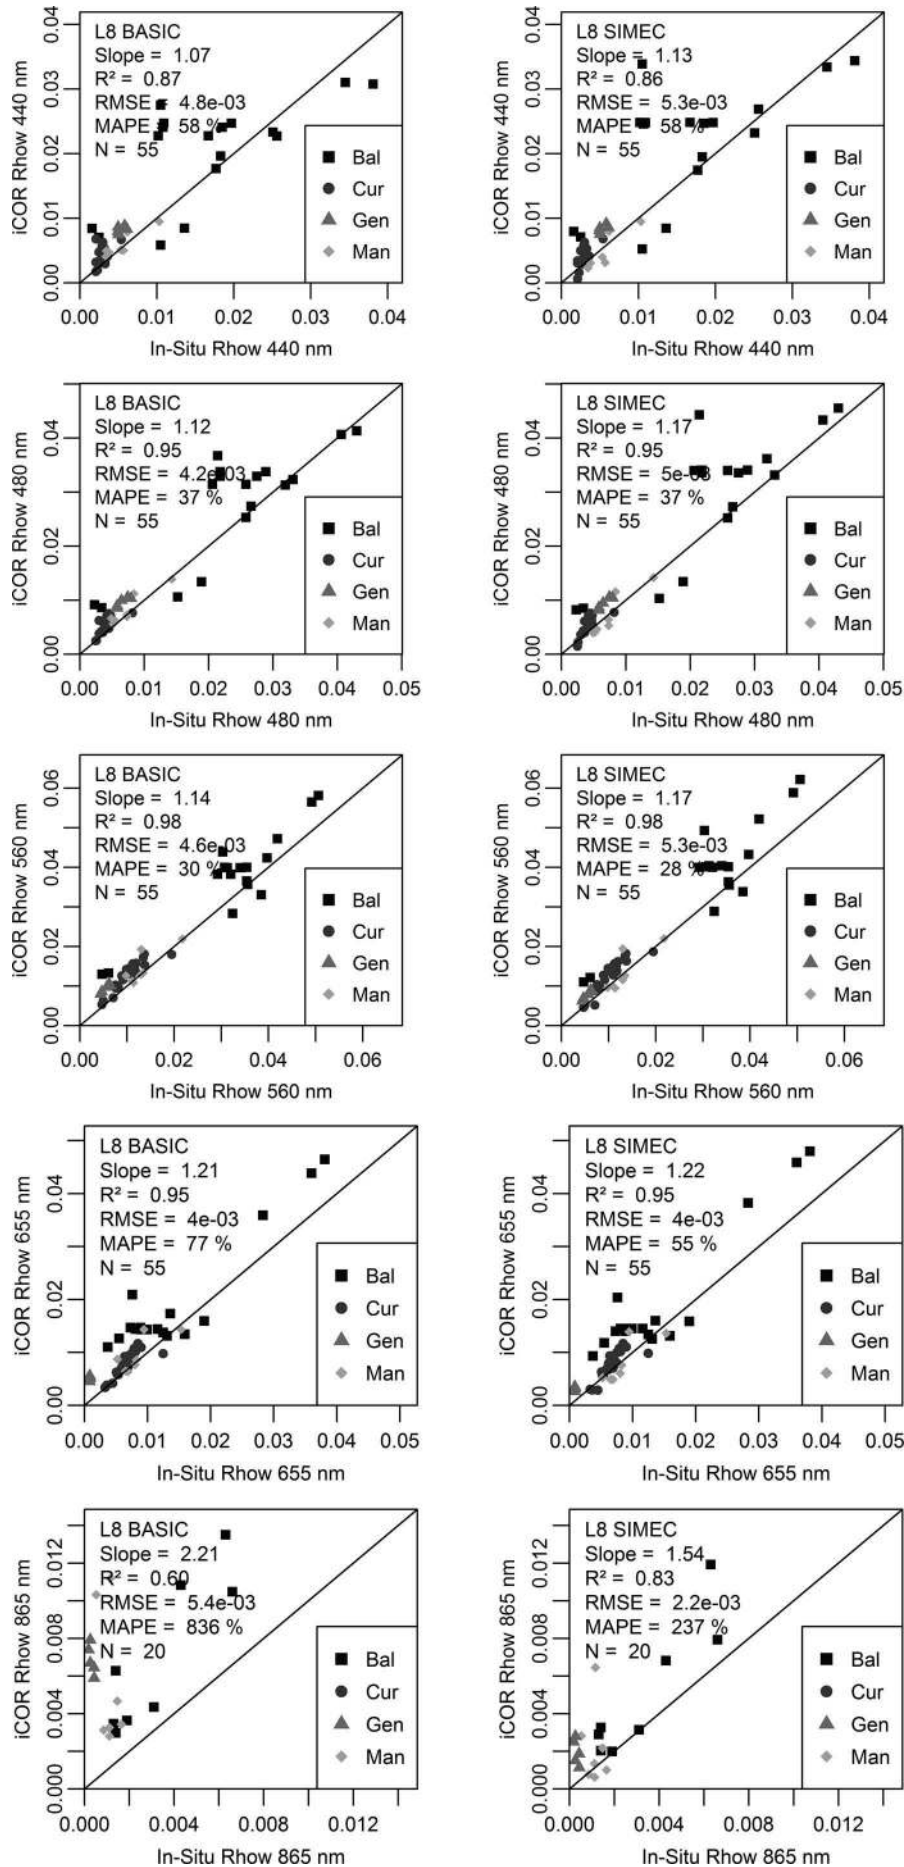 L8 BASIC
Slope = 1.07
R² = 0.87
RMSE = 4.8e-03
MAPE = 58 %
N = 55
Bal
Cur
Gen
Man
0.00 0.01 0.02 0.03 0.04
0.00 0.01 0.02 0.03 0.04
iCOR Rhow 440 nm
In-Situ Rhow 440 nm
L8 SIMEC
Slope = 1.13
R² = 0.86
RMSE = 5.3e-03
MAPE = 58 %
N = 55
Bal
Cur
Gen
Man
0.00 0.01 0.02 0.03 0.04
0.00 0.01 0.02 0.03 0.04
iCOR Rhow 440 nm
In-Situ Rhow 440 nm
L8 BASIC
Slope = 1.12
R² = 0.95
RMSE = 4.2e-03
MAPE = 37 %
N = 55
Bal
Cur
Gen
Man
0.00 0.02 0.04
0.00 0.01 0.02 0.03 0.04 0.05
iCOR Rhow 480 nm
In-Situ Rhow 480 nm
L8 SIMEC
Slope = 1.17
R² = 0.95
RMSE = 5e-03
MAPE = 37 %
N = 55
Bal
Cur
Gen
Man
0.00 0.02 0.04
0.00 0.01 0.02 0.03 0.04 0.05
iCOR Rhow 480 nm
In-Situ Rhow 480 nm
L8 BASIC
Slope = 1.14
R² = 0.98
RMSE = 4.6e-03
MAPE = 30 %
N = 55
Bal
Cur
Gen
Man
0.00 0.02 0.04 0.06
0.00 0.02 0.04 0.06
iCOR Rhow 560 nm
In-Situ Rhow 560 nm
L8 SIMEC
Slope = 1.17
R² = 0.98
RMSE = 5.3e-03
MAPE = 28 %
N = 55
Bal
Cur
Gen
Man
0.00 0.02 0.04 0.06
0.00 0.02 0.04 0.06
iCOR Rhow 560 nm
In-Situ Rhow 560 nm
L8 BASIC
Slope = 1.21
R² = 0.95
RMSE = 4e-03
MAPE = 77 %
N = 55
Bal
Cur
Gen
Man
0.00 0.02 0.04
0.00 0.01 0.02 0.03 0.04 0.05
iCOR Rhow 655 nm
In-Situ Rhow 655 nm
L8 SIMEC
Slope = 1.22
R² = 0.95
RMSE = 4e-03
MAPE = 55 %
N = 55
Bal
Cur
Gen
Man
0.00 0.02 0.04
0.00 0.01 0.02 0.03 0.04 0.05
iCOR Rhow 655 nm
In-Situ Rhow 655 nm
L8 BASIC
Slope = 2.21
R² = 0.60
RMSE = 5.4e-03
MAPE = 836 %
N = 20
Bal
Cur
Gen
Man
0.000 0.004 0.008 0.012
0.000 0.004 0.008 0.012
iCOR Rhow 865 nm
In-Situ Rhow 865 nm
L8 SIMEC
Slope = 1.54
R² = 0.83
RMSE = 2.2e-03
MAPE = 237 %
N = 20
Bal
Cur
Gen
Man
0.000 0.004 0.008 0.012
0.000 0.004 0.008 0.012
iCOR Rhow 865 nm
In-Situ Rhow 865 nm